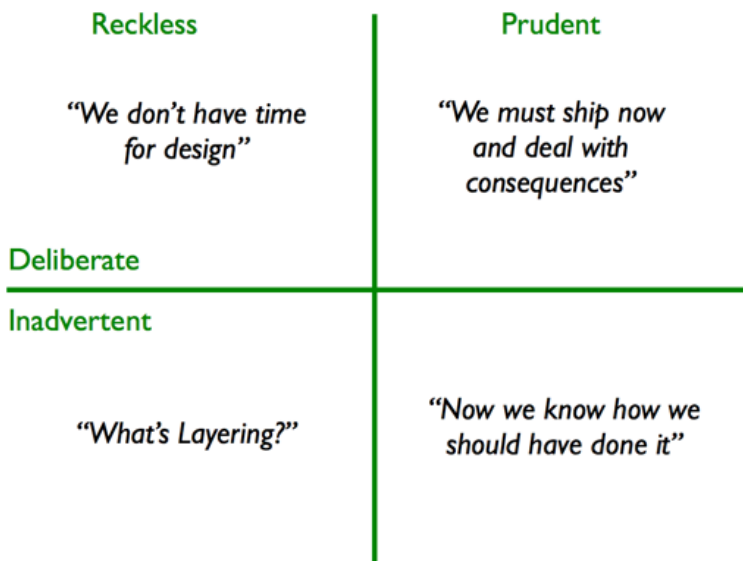 Reckless
Prudent
“We don’t have time
for design”
“We must ship now
and deal with
consequences”
Deliberate
Inadvertent
“What’s Layering?”
“Now we know how we
should have done it”